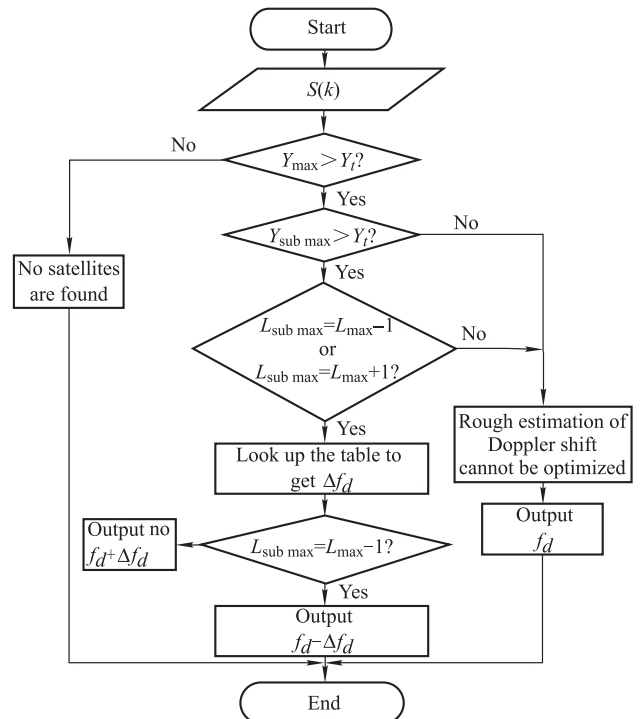 Start
S(k)
No
Y_max > Y_t?
Yes
No
Y_sub max > Y_t?
Yes
No satellites
are found
L_sub max=L_max−1
or
L_sub max=L_max+1?
No
Yes
Rough estimation of
Doppler shift
cannot be optimized
Look up the table to
get Δf_d
Output
f_d
Output no
f_d+Δf_d
L_sub max=L_max−1?
Yes
Output
f_d−Δf_d
End